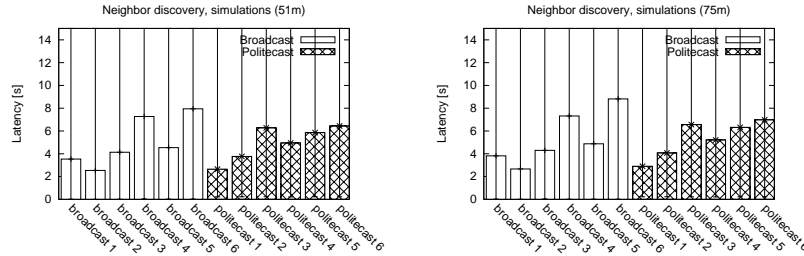 Neighbor discovery, simulations (51m)
Broadcast
Politecast
Latency [s]
14
12
10
8
6
4
2
0
broadcast 1
broadcast 2
broadcast 3
broadcast 4
broadcast 5
broadcast 6
politecast 1
politecast 2
politecast 3
politecast 4
politecast 5
politecast 6
Neighbor discovery, simulations (75m)
Broadcast
Politecast
Latency [s]
14
12
10
8
6
4
2
0
broadcast 1
broadcast 2
broadcast 3
broadcast 4
broadcast 5
broadcast 6
politecast 1
politecast 2
politecast 3
politecast 4
politecast 5
politecast 6